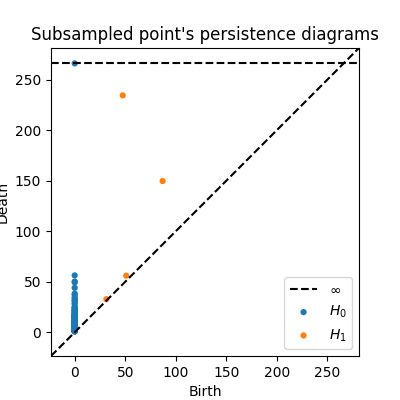 Subsampled point's persistence diagrams
250
200
150
100
50
0
Death
0 50 100 150 200 250
Birth
∞
H₀
H₁